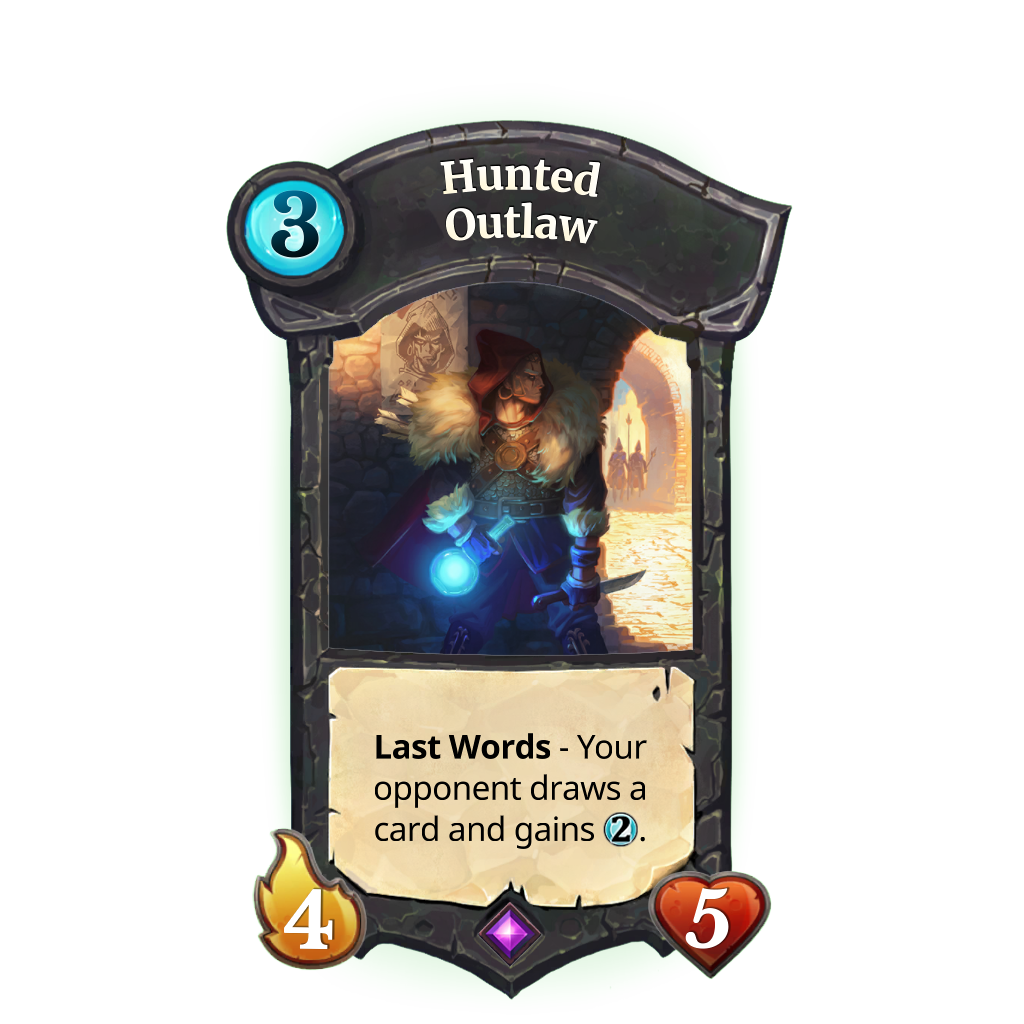 3
Hunted
Outlaw
Last Words - Your
opponent draws a
card and gains 2.
4
5